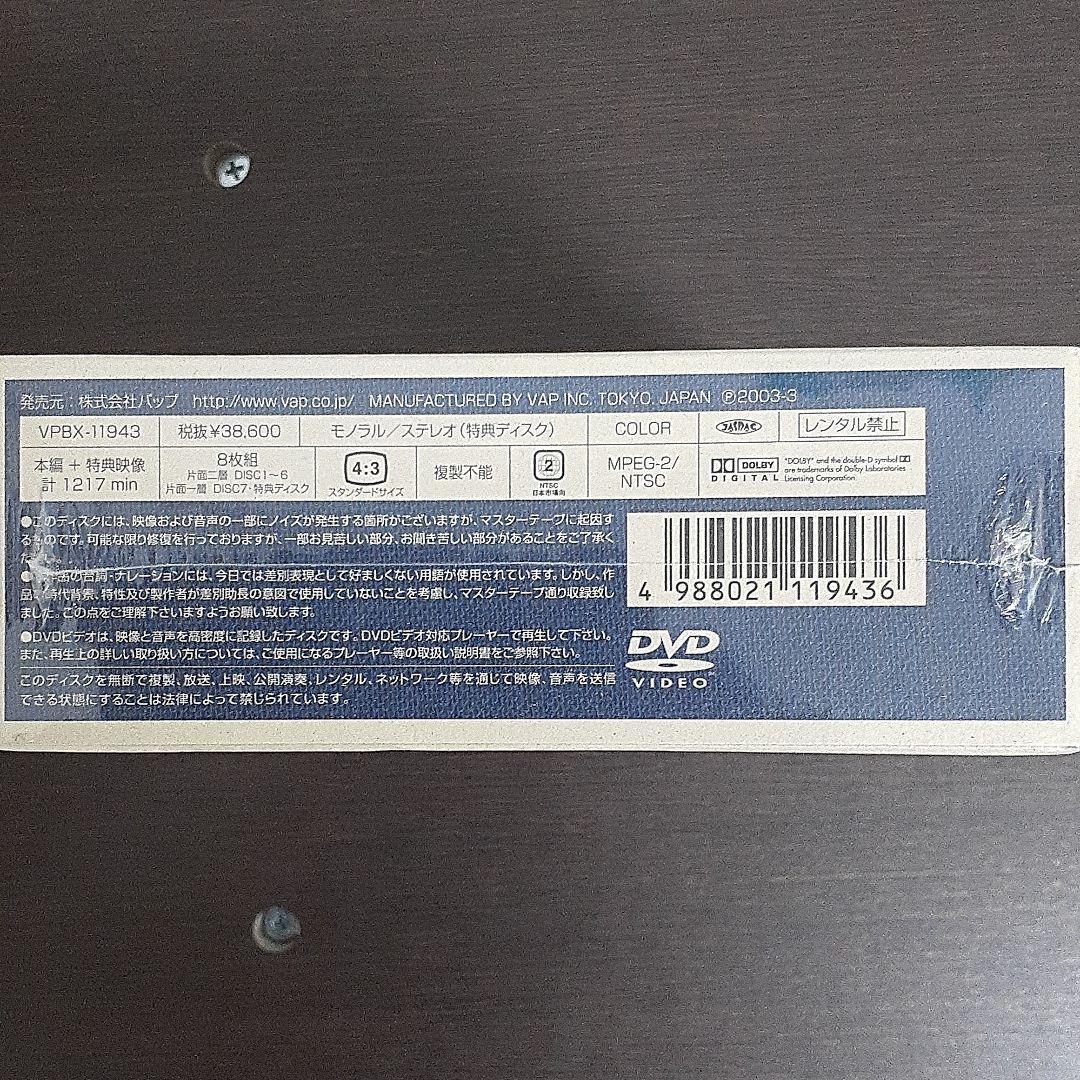 発売元：株式会社バップ http://www.vap.co.jp/ MANUFACTURED BY VAP INC. TOKYO. JAPAN Ⓟ2003-3
VPBX-11943 税抜¥38,600 モノラル／ステレオ（特典ディスク） COLOR JASRAC レンタル禁止
本編 + 特典映像
計 1217 min
8枚組
片面二層 DISC1～6
片面一層 DISC7・特典ディスク
4:3
スタンダードサイズ
複製不能
2
NTSC
日本市場向
MPEG-2/
NTSC
DOLBY
DIGITAL
"DOLBY" and the double-D symbol
are trademarks of Dolby Laboratories
Licensing Corporation.
●このディスクには、映像および音声の一部にノイズが発生する箇所がございますが、マスターテープに起因す
るものです。可能な限り修復を行っておりますが、一部お見苦しい部分、お聞き苦しい部分があることをご了承く
の台詞・ナレーションには、今日では差別表現として好ましくない用語が使用されています。しかし、作
品の時代背景、特性及び製作者が差別助長の意図で使用していないことを考慮し、マスターテープ通り収録致し
ました。この点をご理解下さいますようお願い致します。
●DVDビデオは、映像と音声を高密度に記録したディスクです。DVDビデオ対応プレーヤーで再生して下さい。
また、再生上の詳しい取り扱い方については、ご使用になるプレーヤー等の取扱い説明書をご参照下さい。
このディスクを無断で複製、放送、上映、公開演奏、レンタル、ネットワーク等を通じて映像、音声を送信
できる状態にすることは法律によって禁じられています。
4 988021 119436
DVD
VIDEO